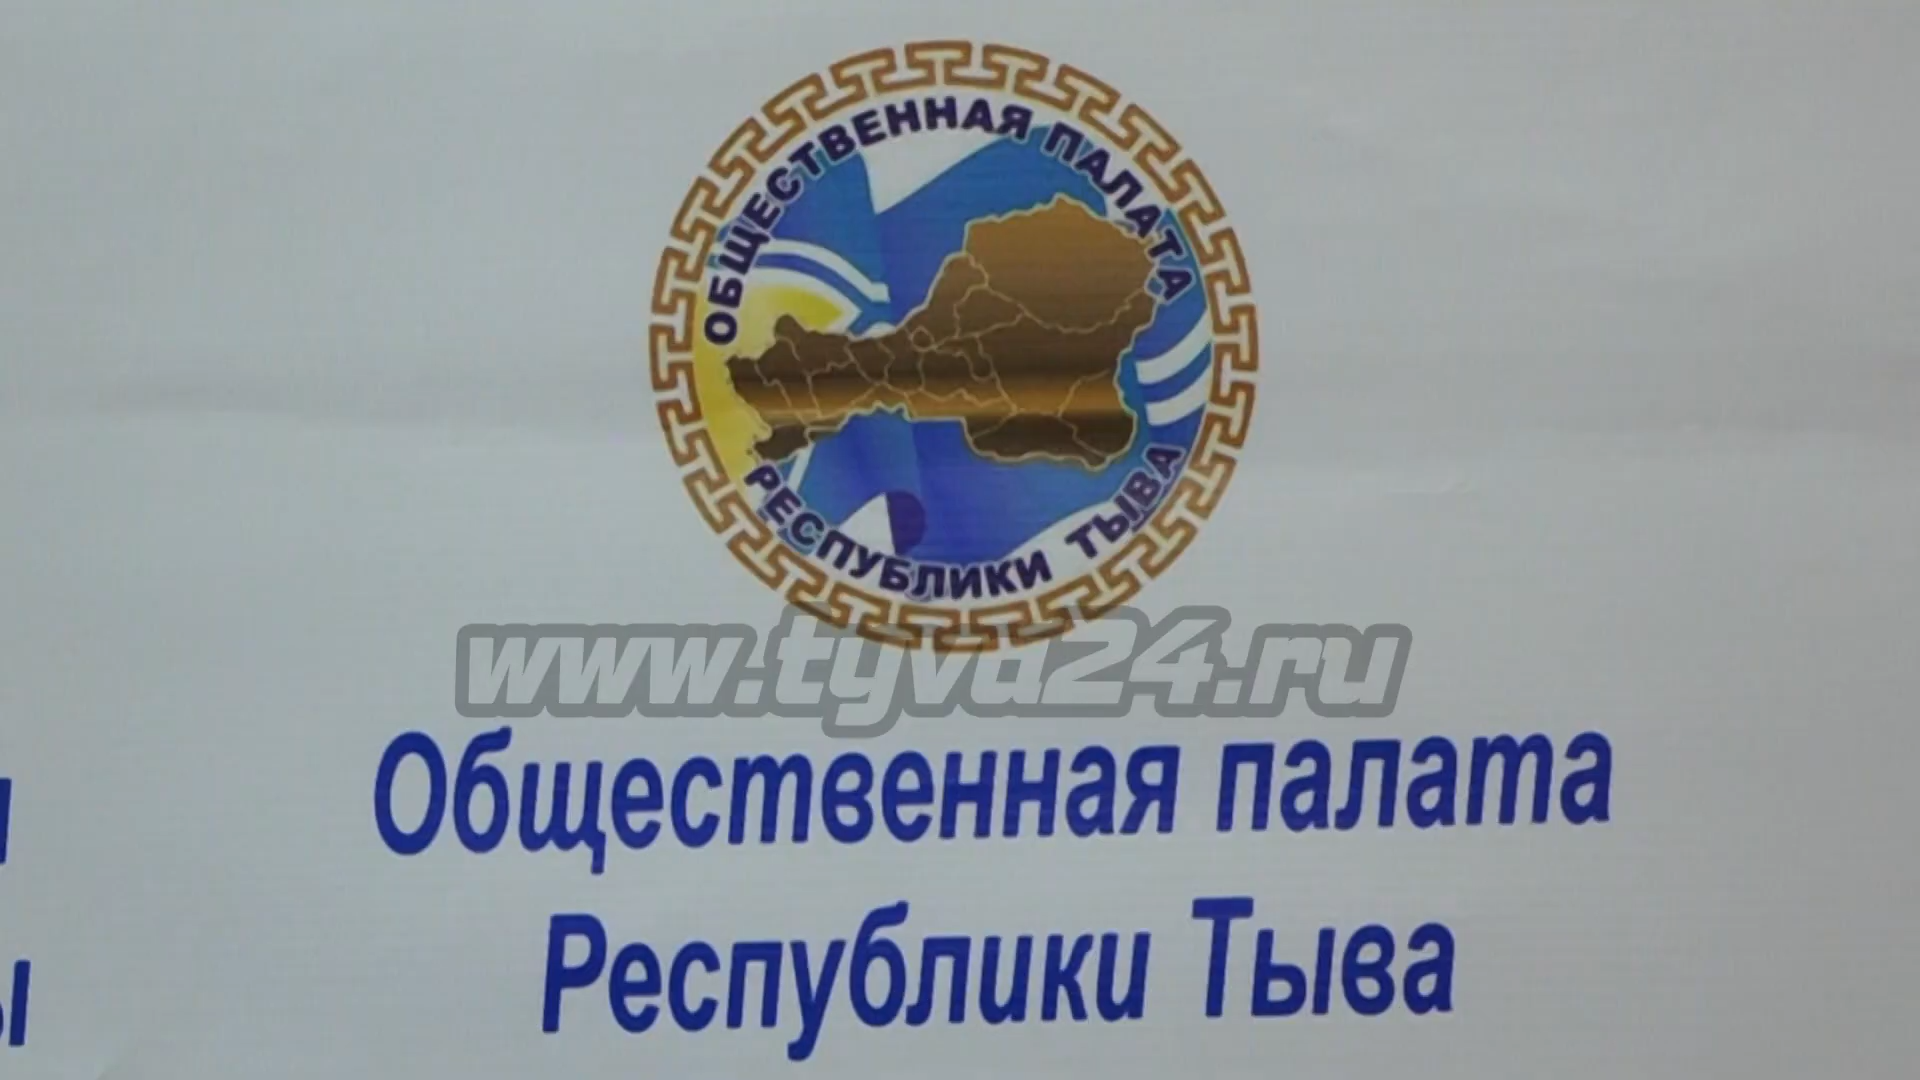 ОБЩЕСТВЕННАЯ ПАЛАТА
РЕСПУБЛИКИ ТЫВА
www.tyva24.ru
Общественная палата
Республики Тыва